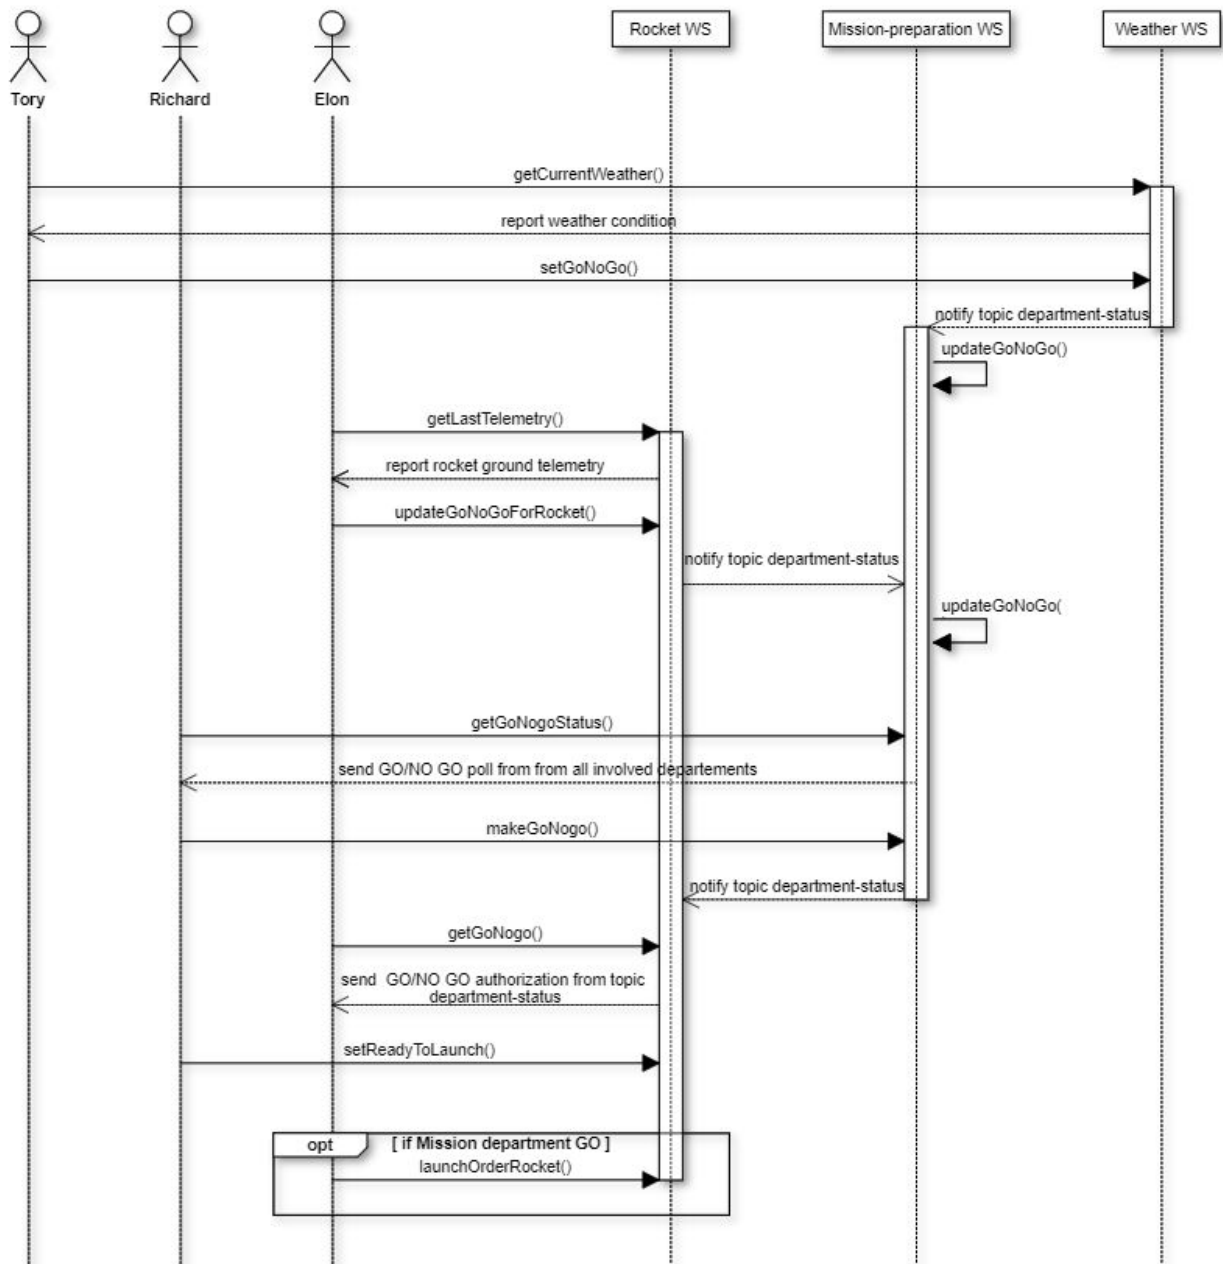 Rocket WS
Mission-preparation WS
Weather WS
Tory
Richard
Elon
getCurrentWeather()
report weather condition
setGoNoGo()
notify topic department-status
updateGoNoGo()
getLastTelemetry()
report rocket ground telemetry
updateGoNoGoForRocket()
notify topic department-status
updateGoNoGo(
getGoNogoStatus()
send GO/NO GO poll from from all involved departements
makeGoNogo()
notify topic department-status
getGoNogo()
send GO/NO GO authorization from topic
department-status
setReadyToLaunch()
opt
[ if Mission department GO ]
launchOrderRocket()